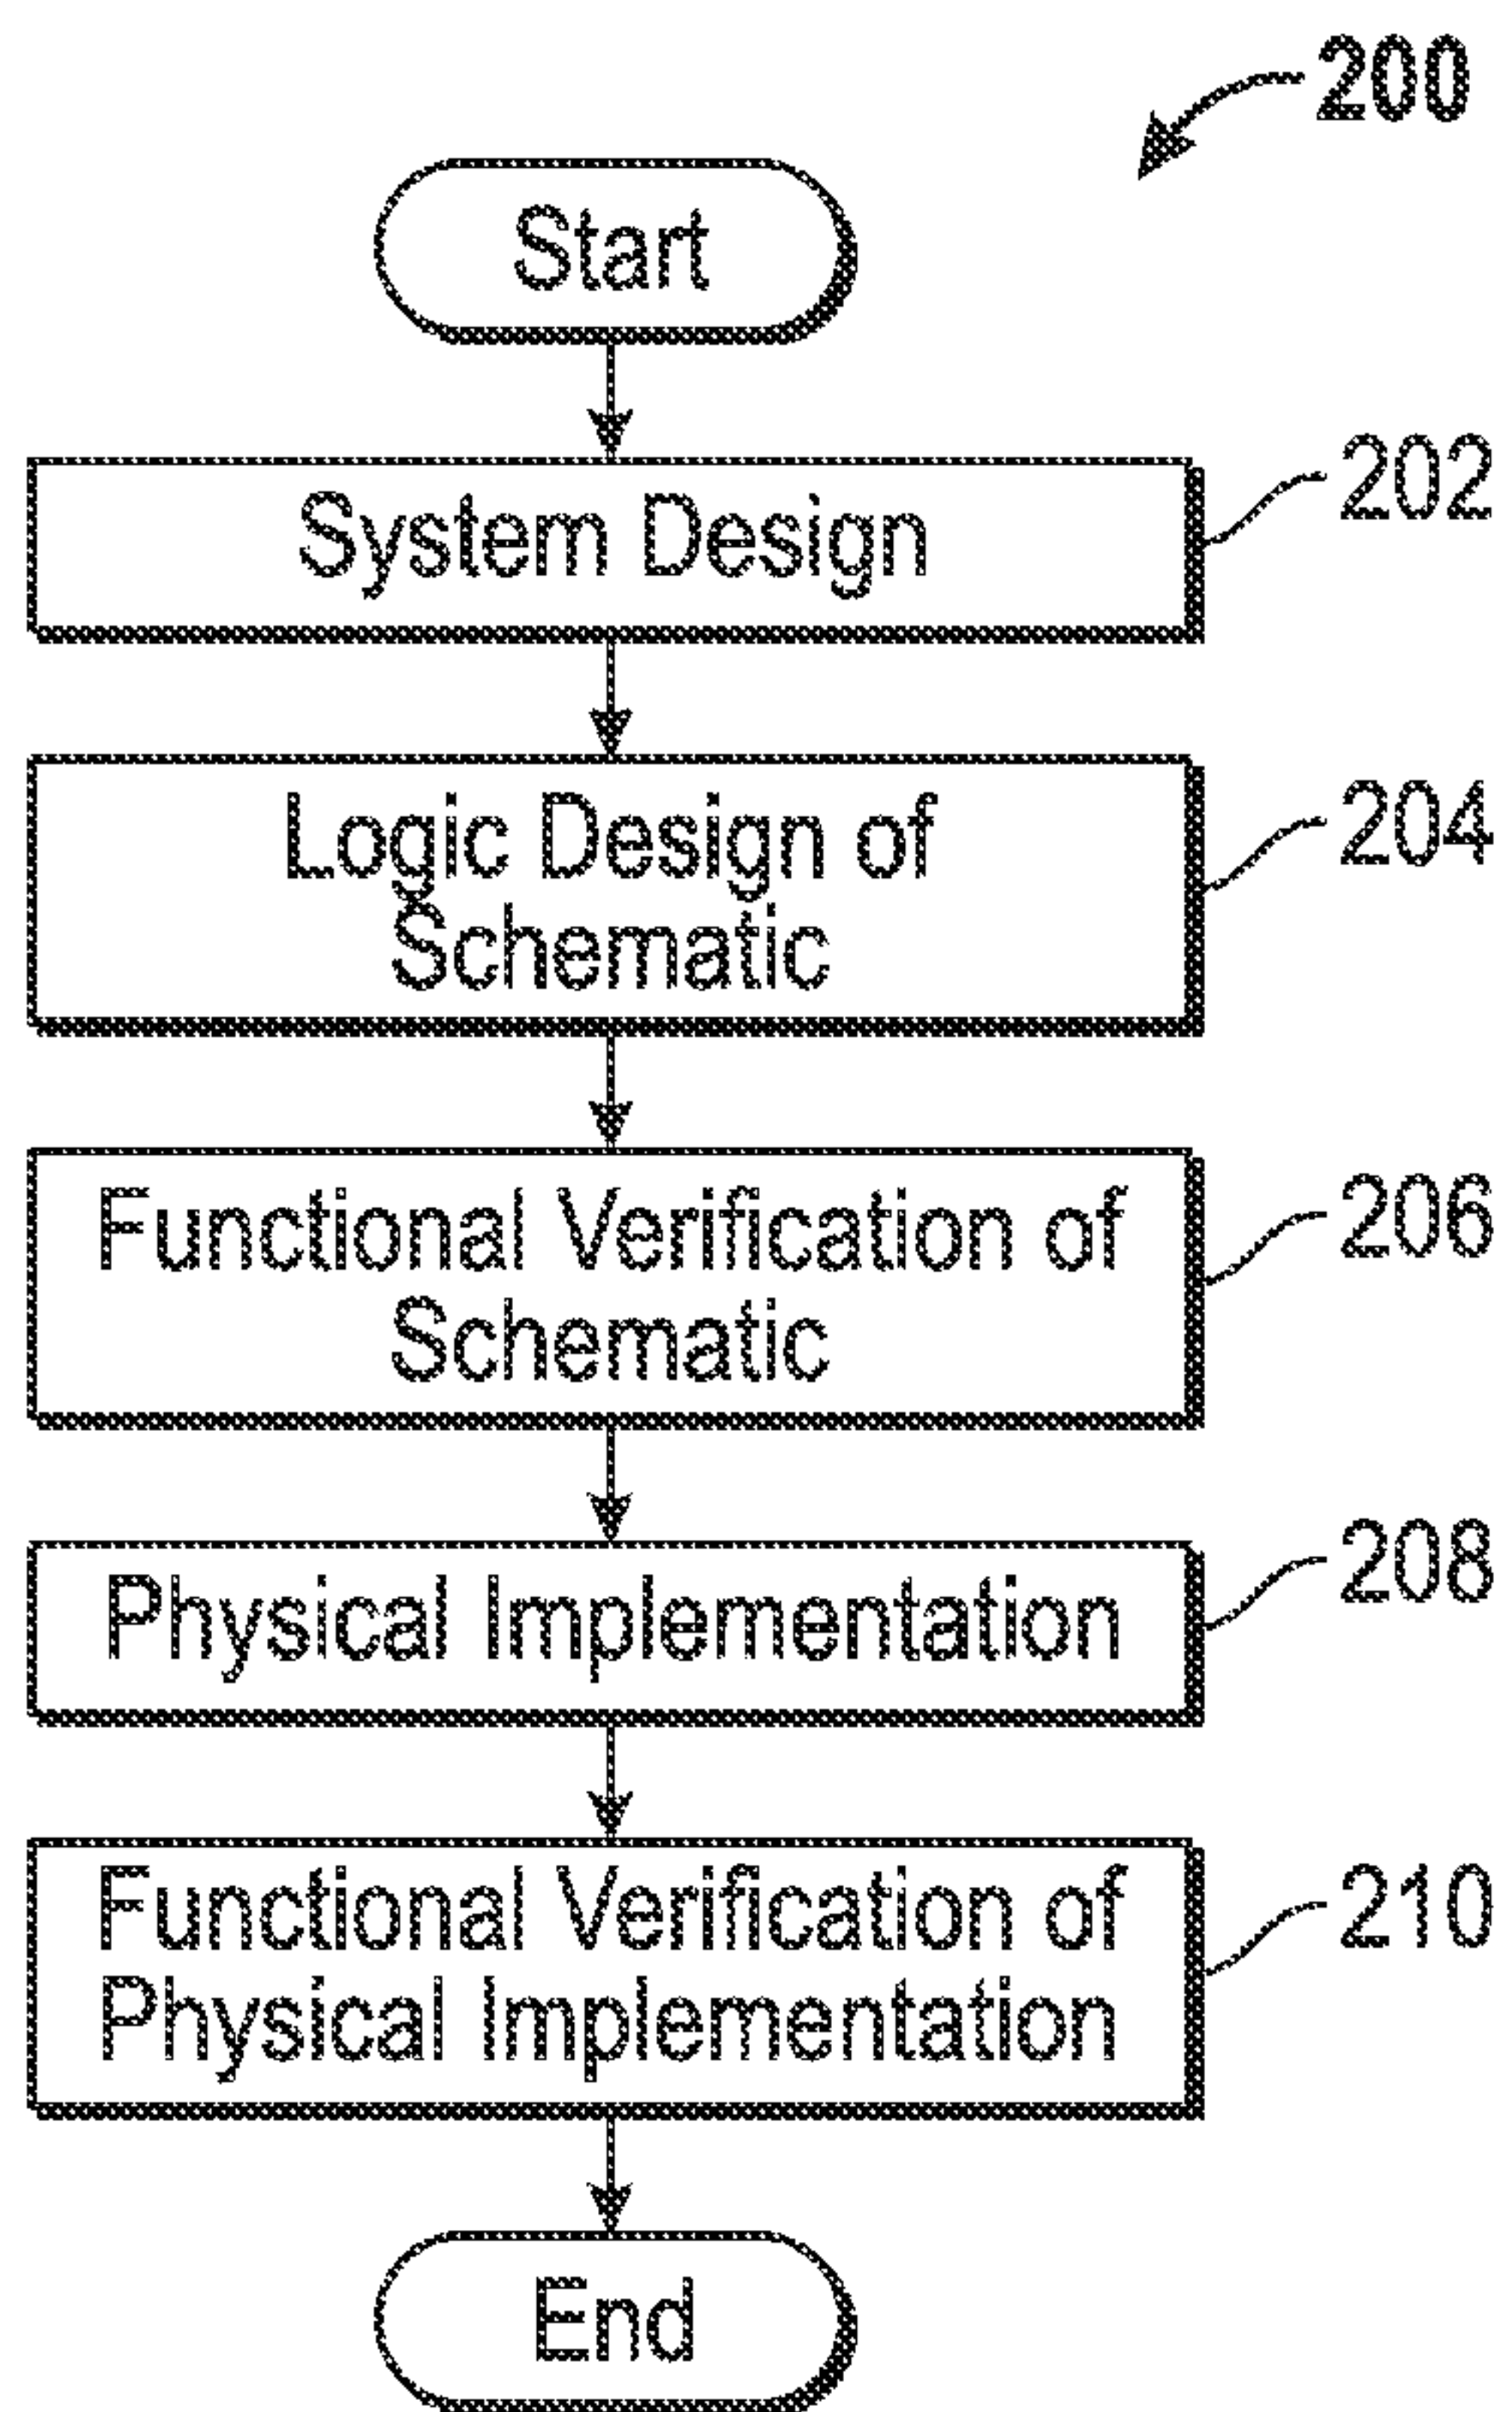 200
Start
System Design
202
Logic Design of
Schematic
204
Functional Verification of
Schematic
206
Physical Implementation
208
Functional Verification of
Physical Implementation
210
End